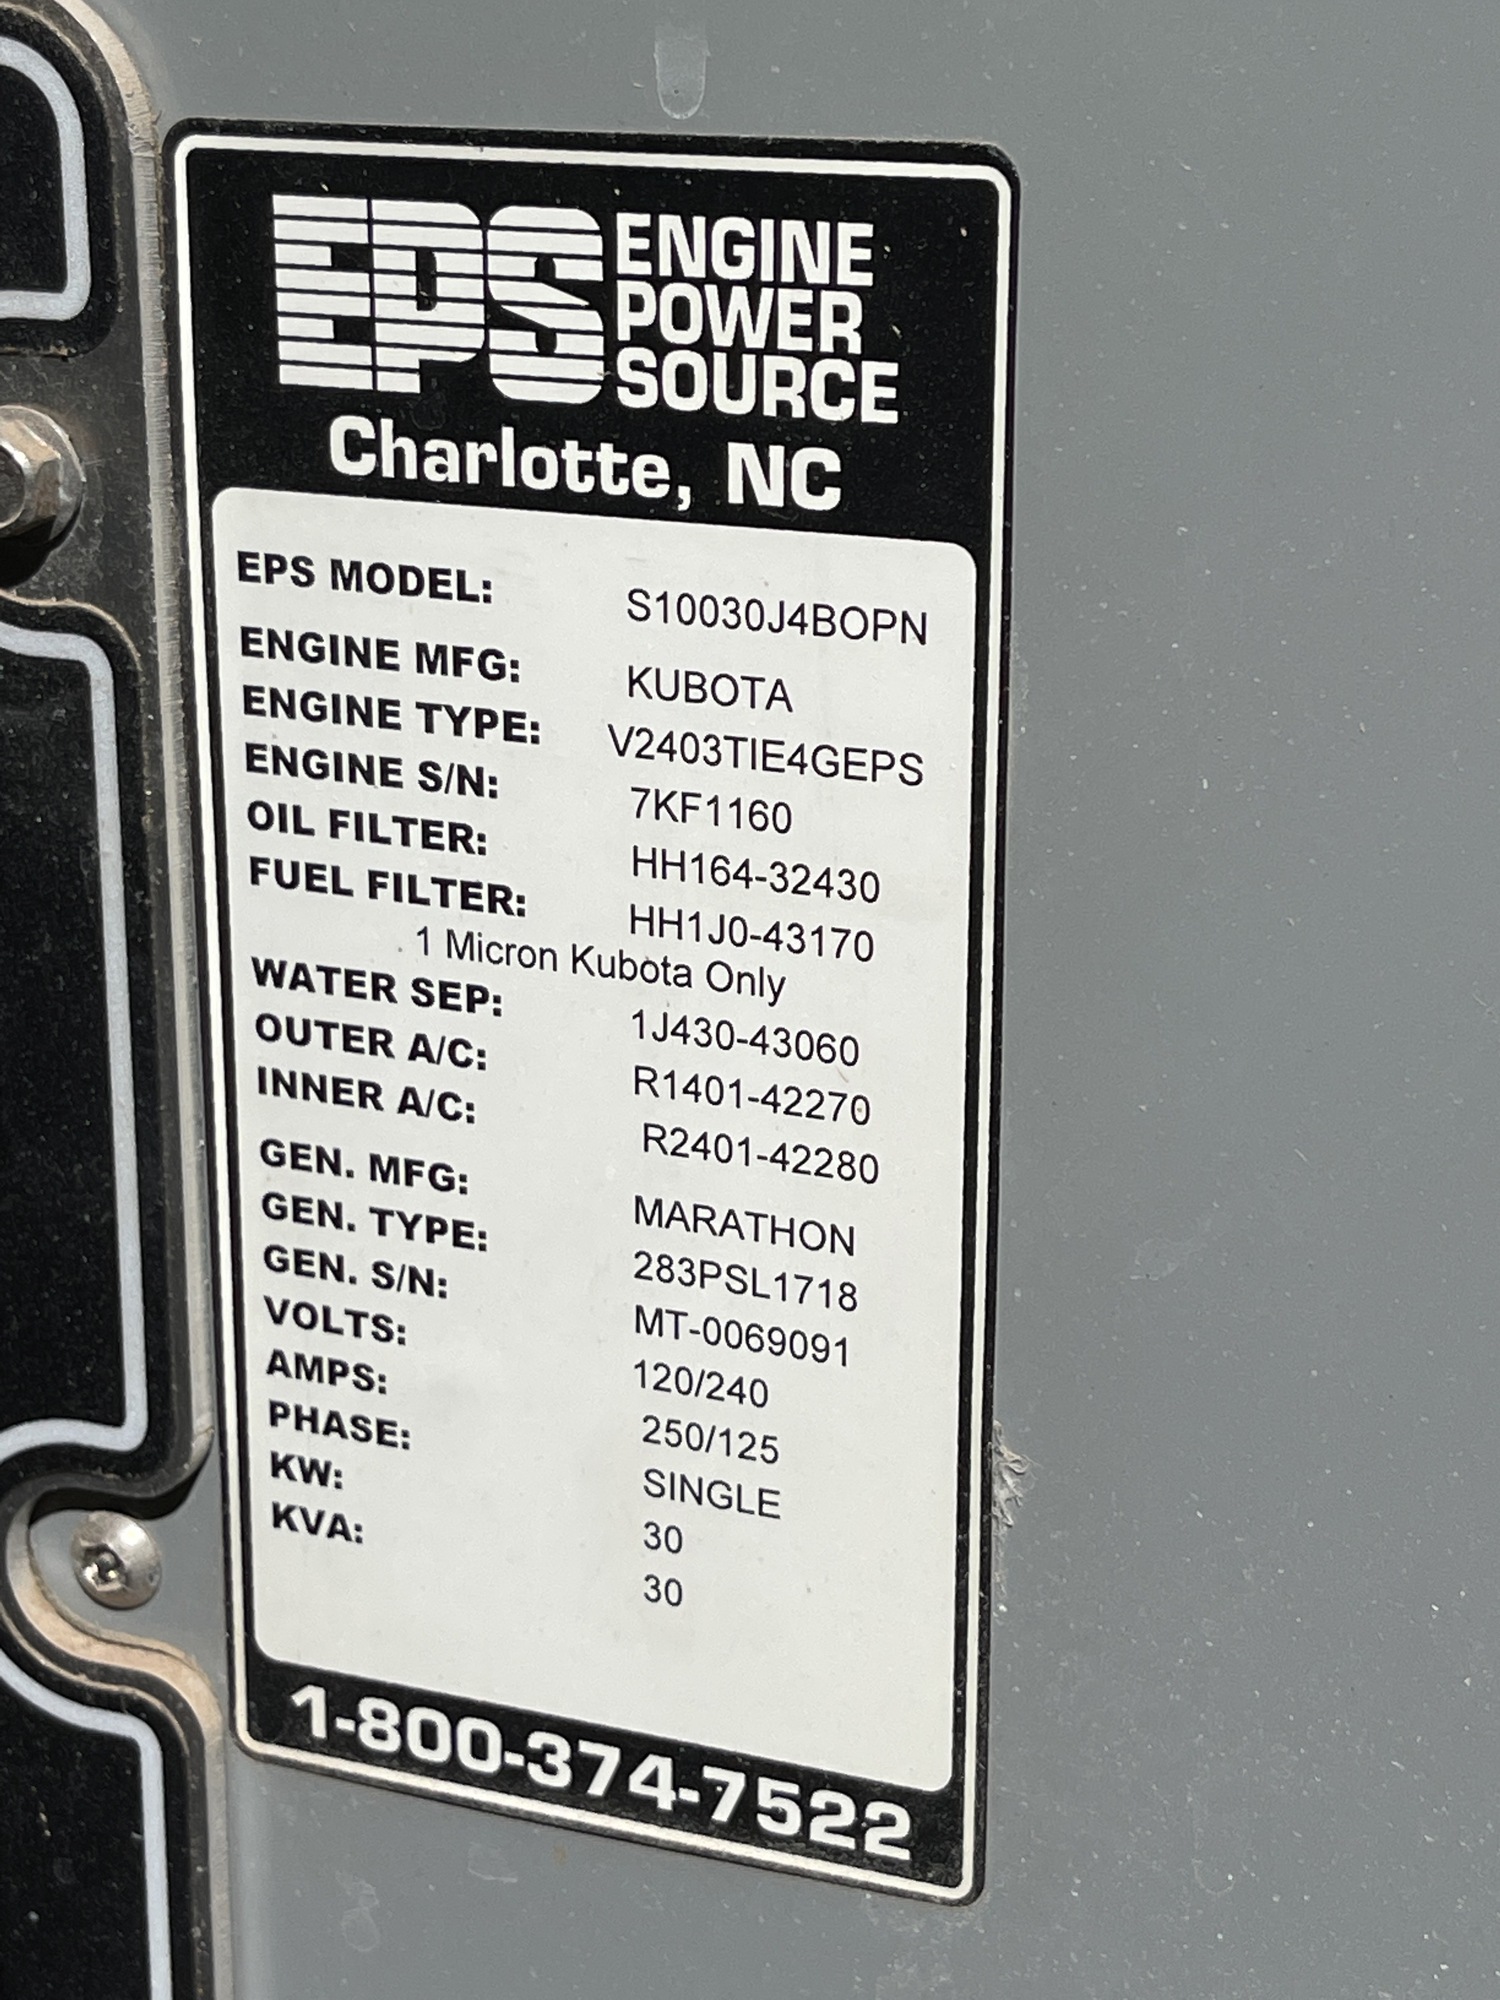 EPS ENGINE
POWER
SOURCE
Charlotte, NC
EPS MODEL: S10030J4BOPN
ENGINE MFG: KUBOTA
ENGINE TYPE: V2403TIE4GEPS
ENGINE S/N: 7KF1160
OIL FILTER: HH164-32430
FUEL FILTER: HH1J0-43170
1 Micron Kubota Only
WATER SEP: 1J430-43060
OUTER A/C: R1401-42270
INNER A/C: R2401-42280
GEN. MFG: MARATHON
GEN. TYPE: 283PSL1718
GEN. S/N: MT-0069091
VOLTS: 120/240
AMPS: 250/125
PHASE: SINGLE
KW: 30
KVA: 30
1-800-374-7522